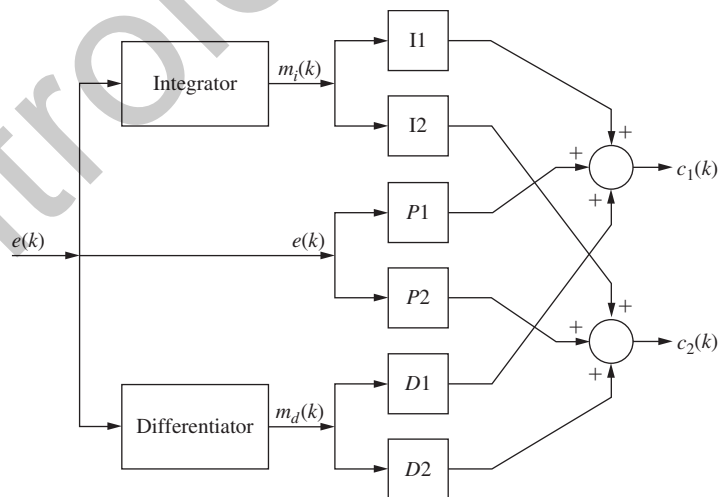 I1
Integrator
m_i(k)
I2
+
+
+
c_1(k)
P1
e(k)
e(k)
P2
+
+
+
c_2(k)
D1
Differentiator
m_d(k)
D2